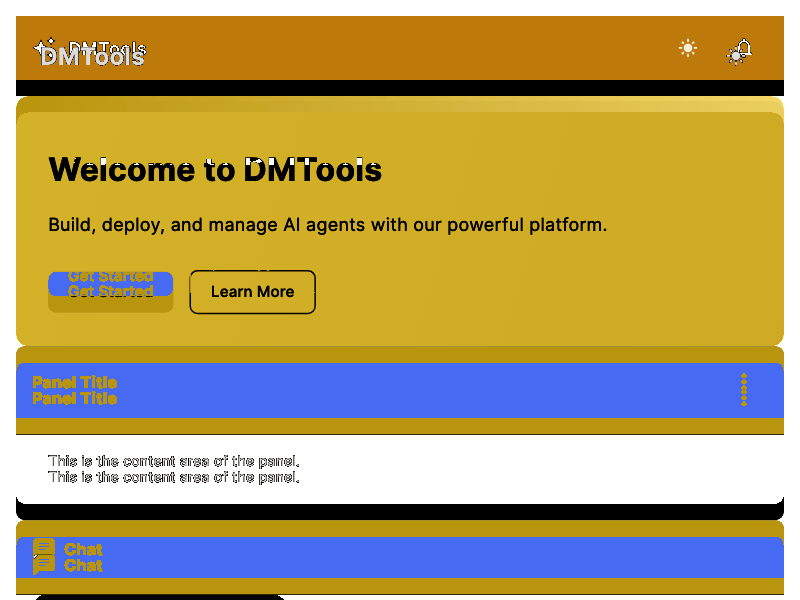 DMTools
DMTools
Welcome to DMTools
Build, deploy, and manage AI agents with our powerful platform.
Get Started
Get Started
Learn More
Panel Title
Panel Title
This is the content area of the panel.
This is the content area of the panel.
Chat
Chat